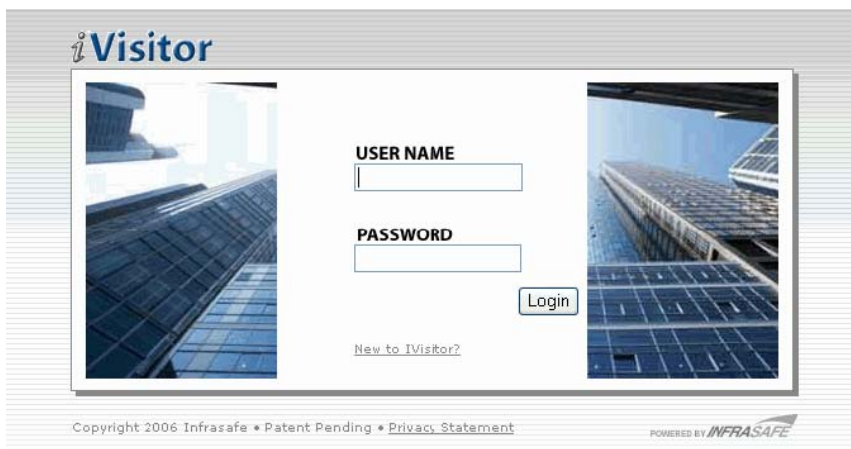 iVisitor
USER NAME
PASSWORD
Login
New to IVisitor?
Copyright 2006 Infrasafe • Patent Pending • Privacy Statement
POWERED BY INFRASAFE